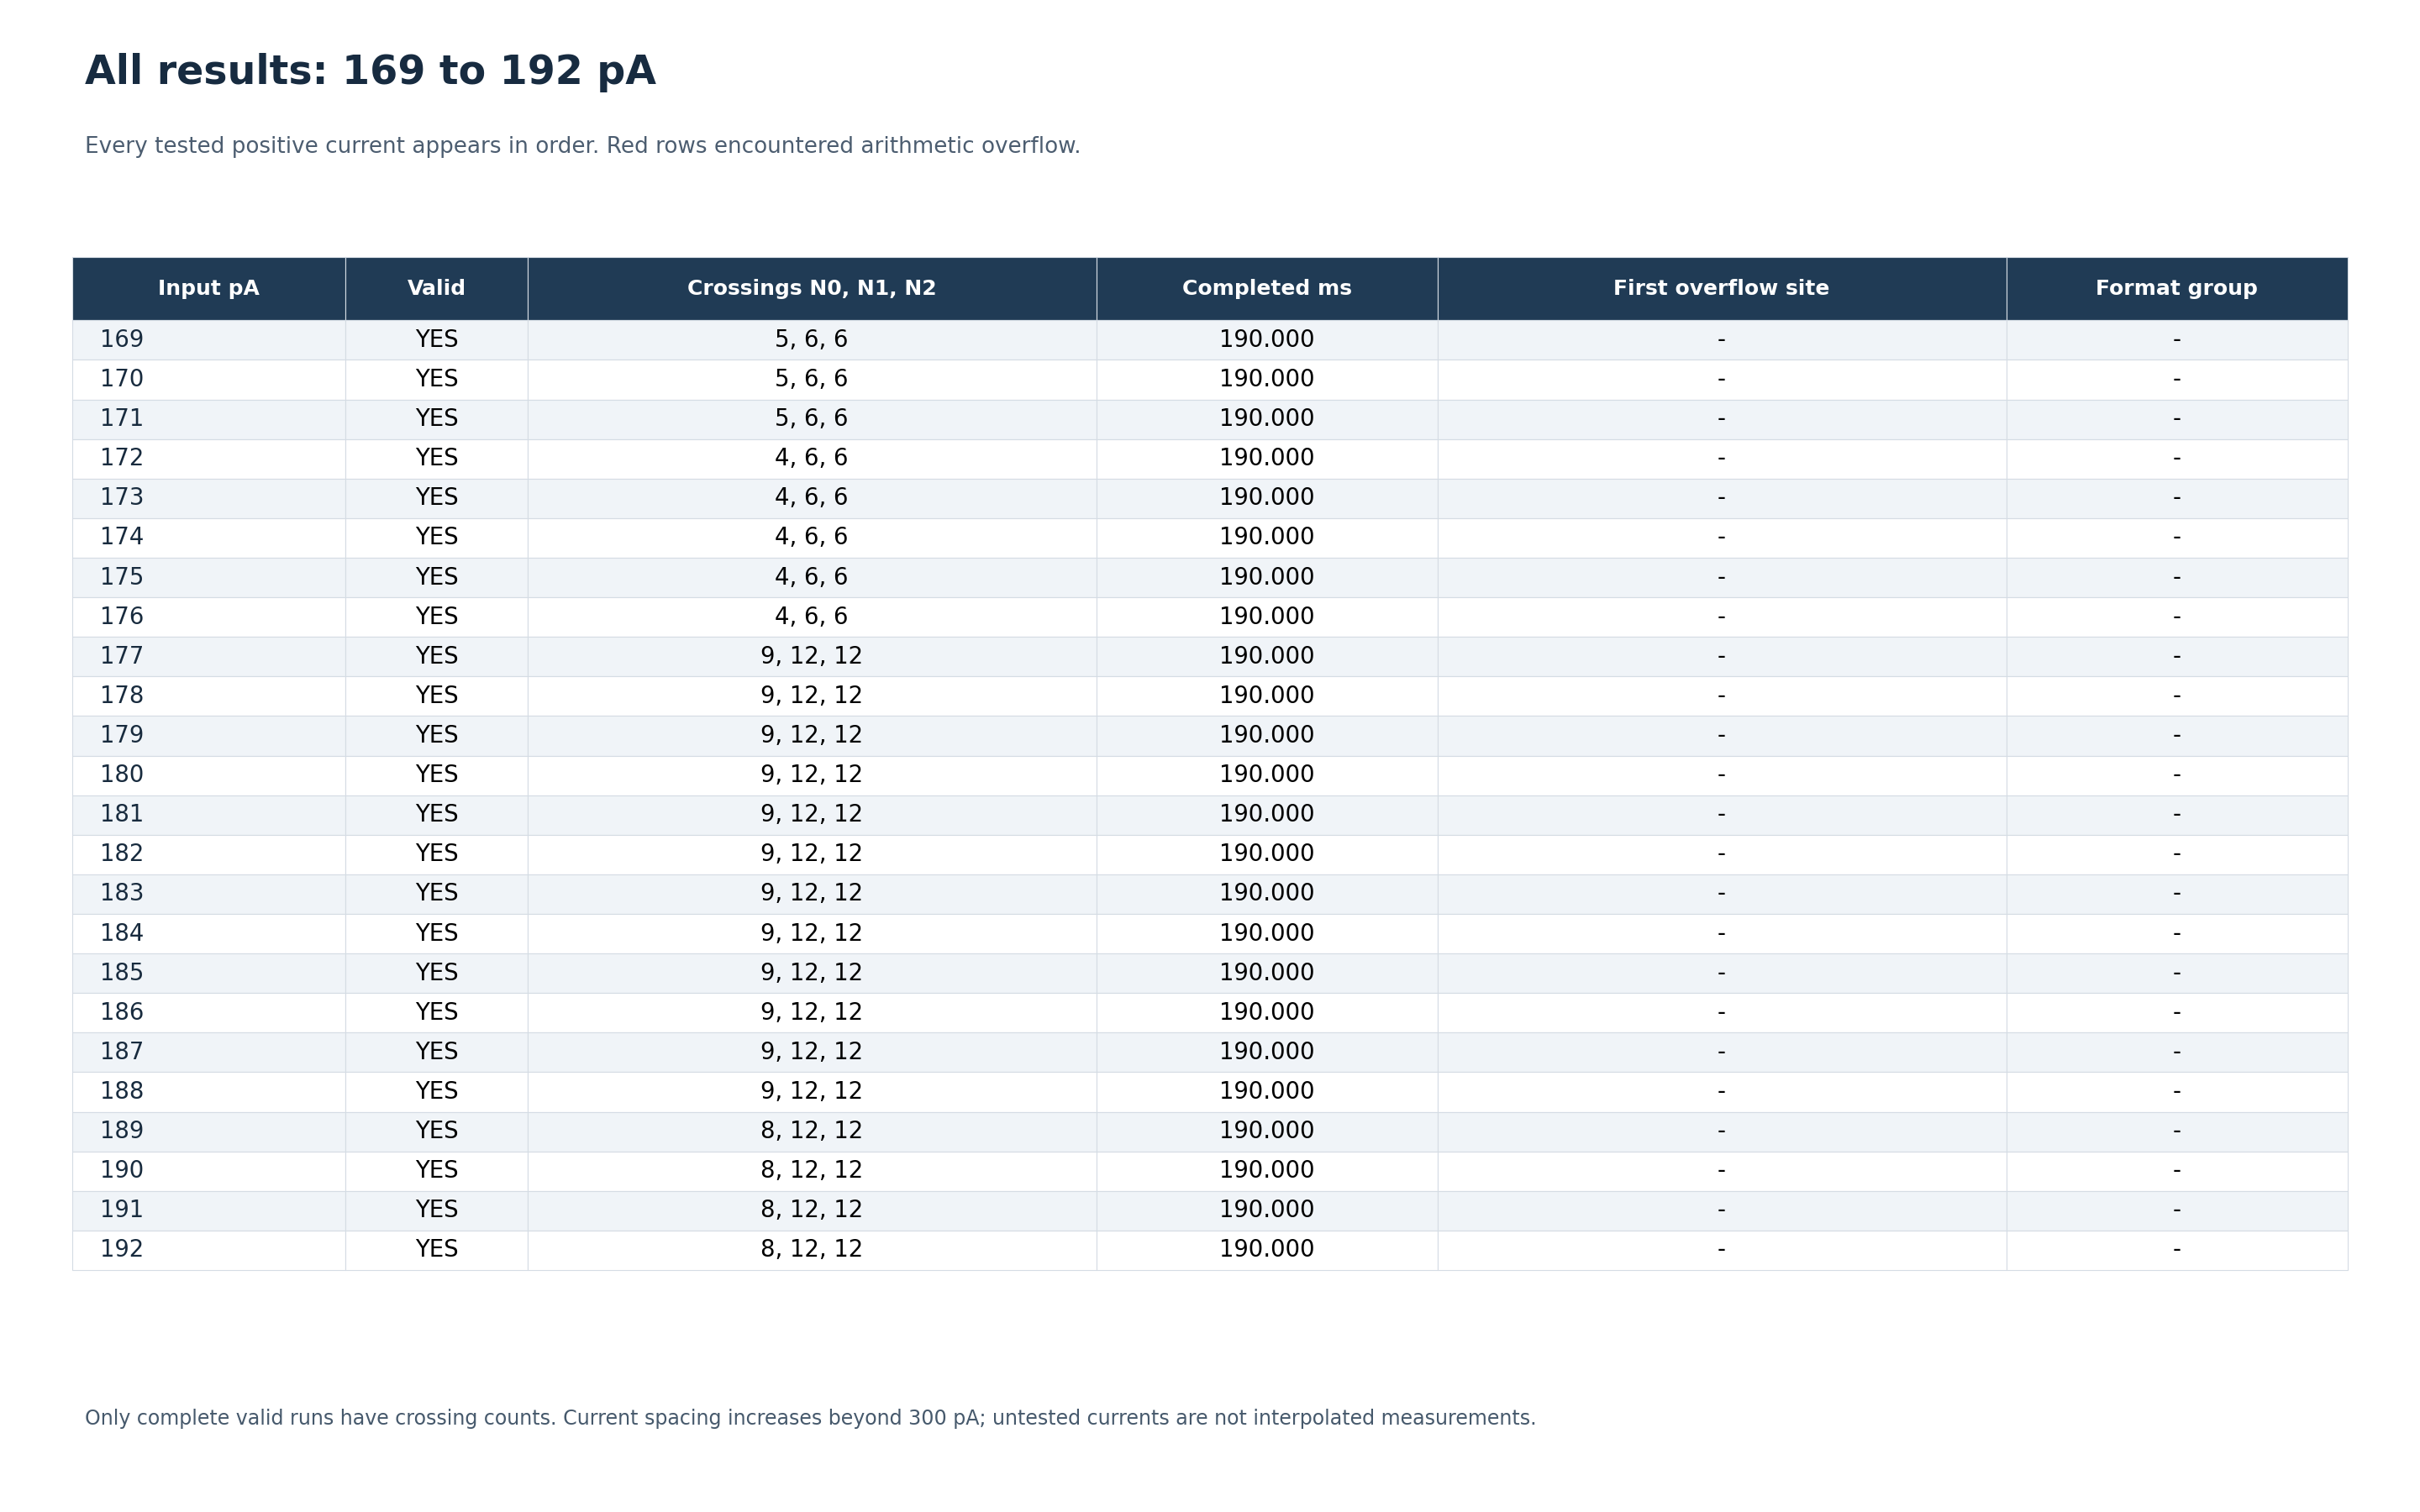 All results: 169 to 192 pA
Every tested positive current appears in order. Red rows encountered arithmetic overflow.
Input pA Valid Crossings N0, N1, N2 Completed ms First overflow site Format group
169 YES 5, 6, 6 190.000 - -
170 YES 5, 6, 6 190.000 - -
171 YES 5, 6, 6 190.000 - -
172 YES 4, 6, 6 190.000 - -
173 YES 4, 6, 6 190.000 - -
174 YES 4, 6, 6 190.000 - -
175 YES 4, 6, 6 190.000 - -
176 YES 4, 6, 6 190.000 - -
177 YES 9, 12, 12 190.000 - -
178 YES 9, 12, 12 190.000 - -
179 YES 9, 12, 12 190.000 - -
180 YES 9, 12, 12 190.000 - -
181 YES 9, 12, 12 190.000 - -
182 YES 9, 12, 12 190.000 - -
183 YES 9, 12, 12 190.000 - -
184 YES 9, 12, 12 190.000 - -
185 YES 9, 12, 12 190.000 - -
186 YES 9, 12, 12 190.000 - -
187 YES 9, 12, 12 190.000 - -
188 YES 9, 12, 12 190.000 - -
189 YES 8, 12, 12 190.000 - -
190 YES 8, 12, 12 190.000 - -
191 YES 8, 12, 12 190.000 - -
192 YES 8, 12, 12 190.000 - -
Only complete valid runs have crossing counts. Current spacing increases beyond 300 pA; untested currents are not interpolated measurements.